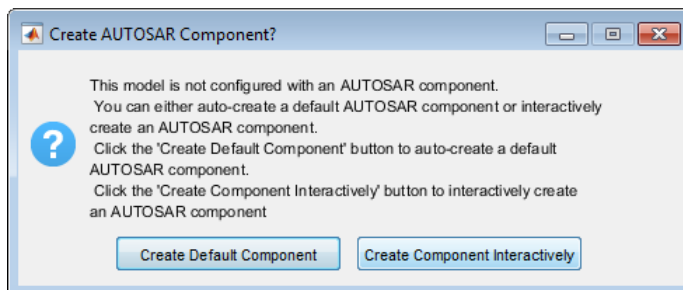 Create AUTOSAR Component?
This model is not configured with an AUTOSAR component.
You can either auto-create a default AUTOSAR component or interactively
create an AUTOSAR component.
Click the 'Create Default Component' button to auto-create a default
AUTOSAR component.
Click the 'Create Component Interactively' button to interactively create
an AUTOSAR component
?
Create Default Component
Create Component Interactively